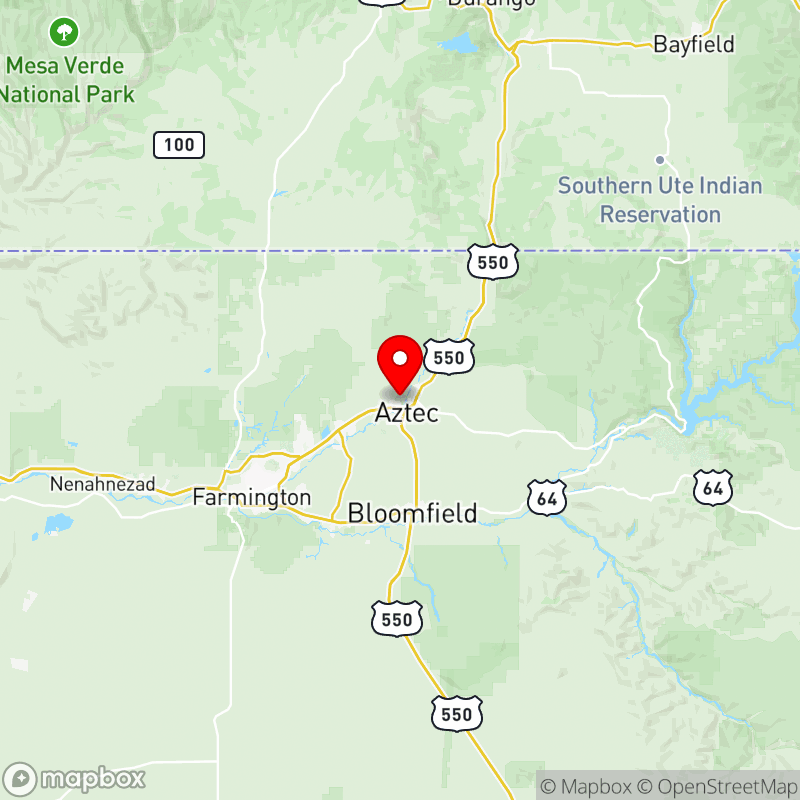 Durango
Bayfield
Mesa Verde
National Park
100
Southern Ute Indian
Reservation
550
550
Aztec
Nenahnezad
Farmington
64
64
Bloomfield
550
550
mapbox
© Mapbox © OpenStreetMap